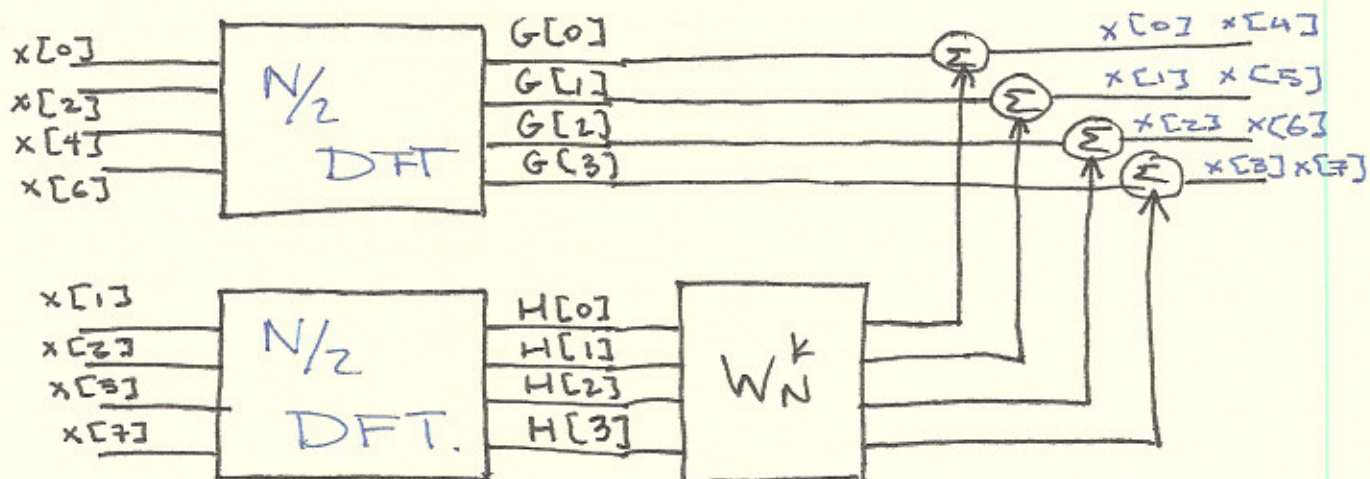 x[0]
x[2]
x[4]
x[6]
N/2
DFT
G[0]
G[1]
G[2]
G[3]
Σ
Σ
Σ
Σ
x[0] x[4]
x[1] x[5]
x[2] x[6]
x[3] x[7]
x[1]
x[2]
x[5]
x[7]
N/2
DFT.
H[0]
H[1]
H[2]
H[3]
W_N^k